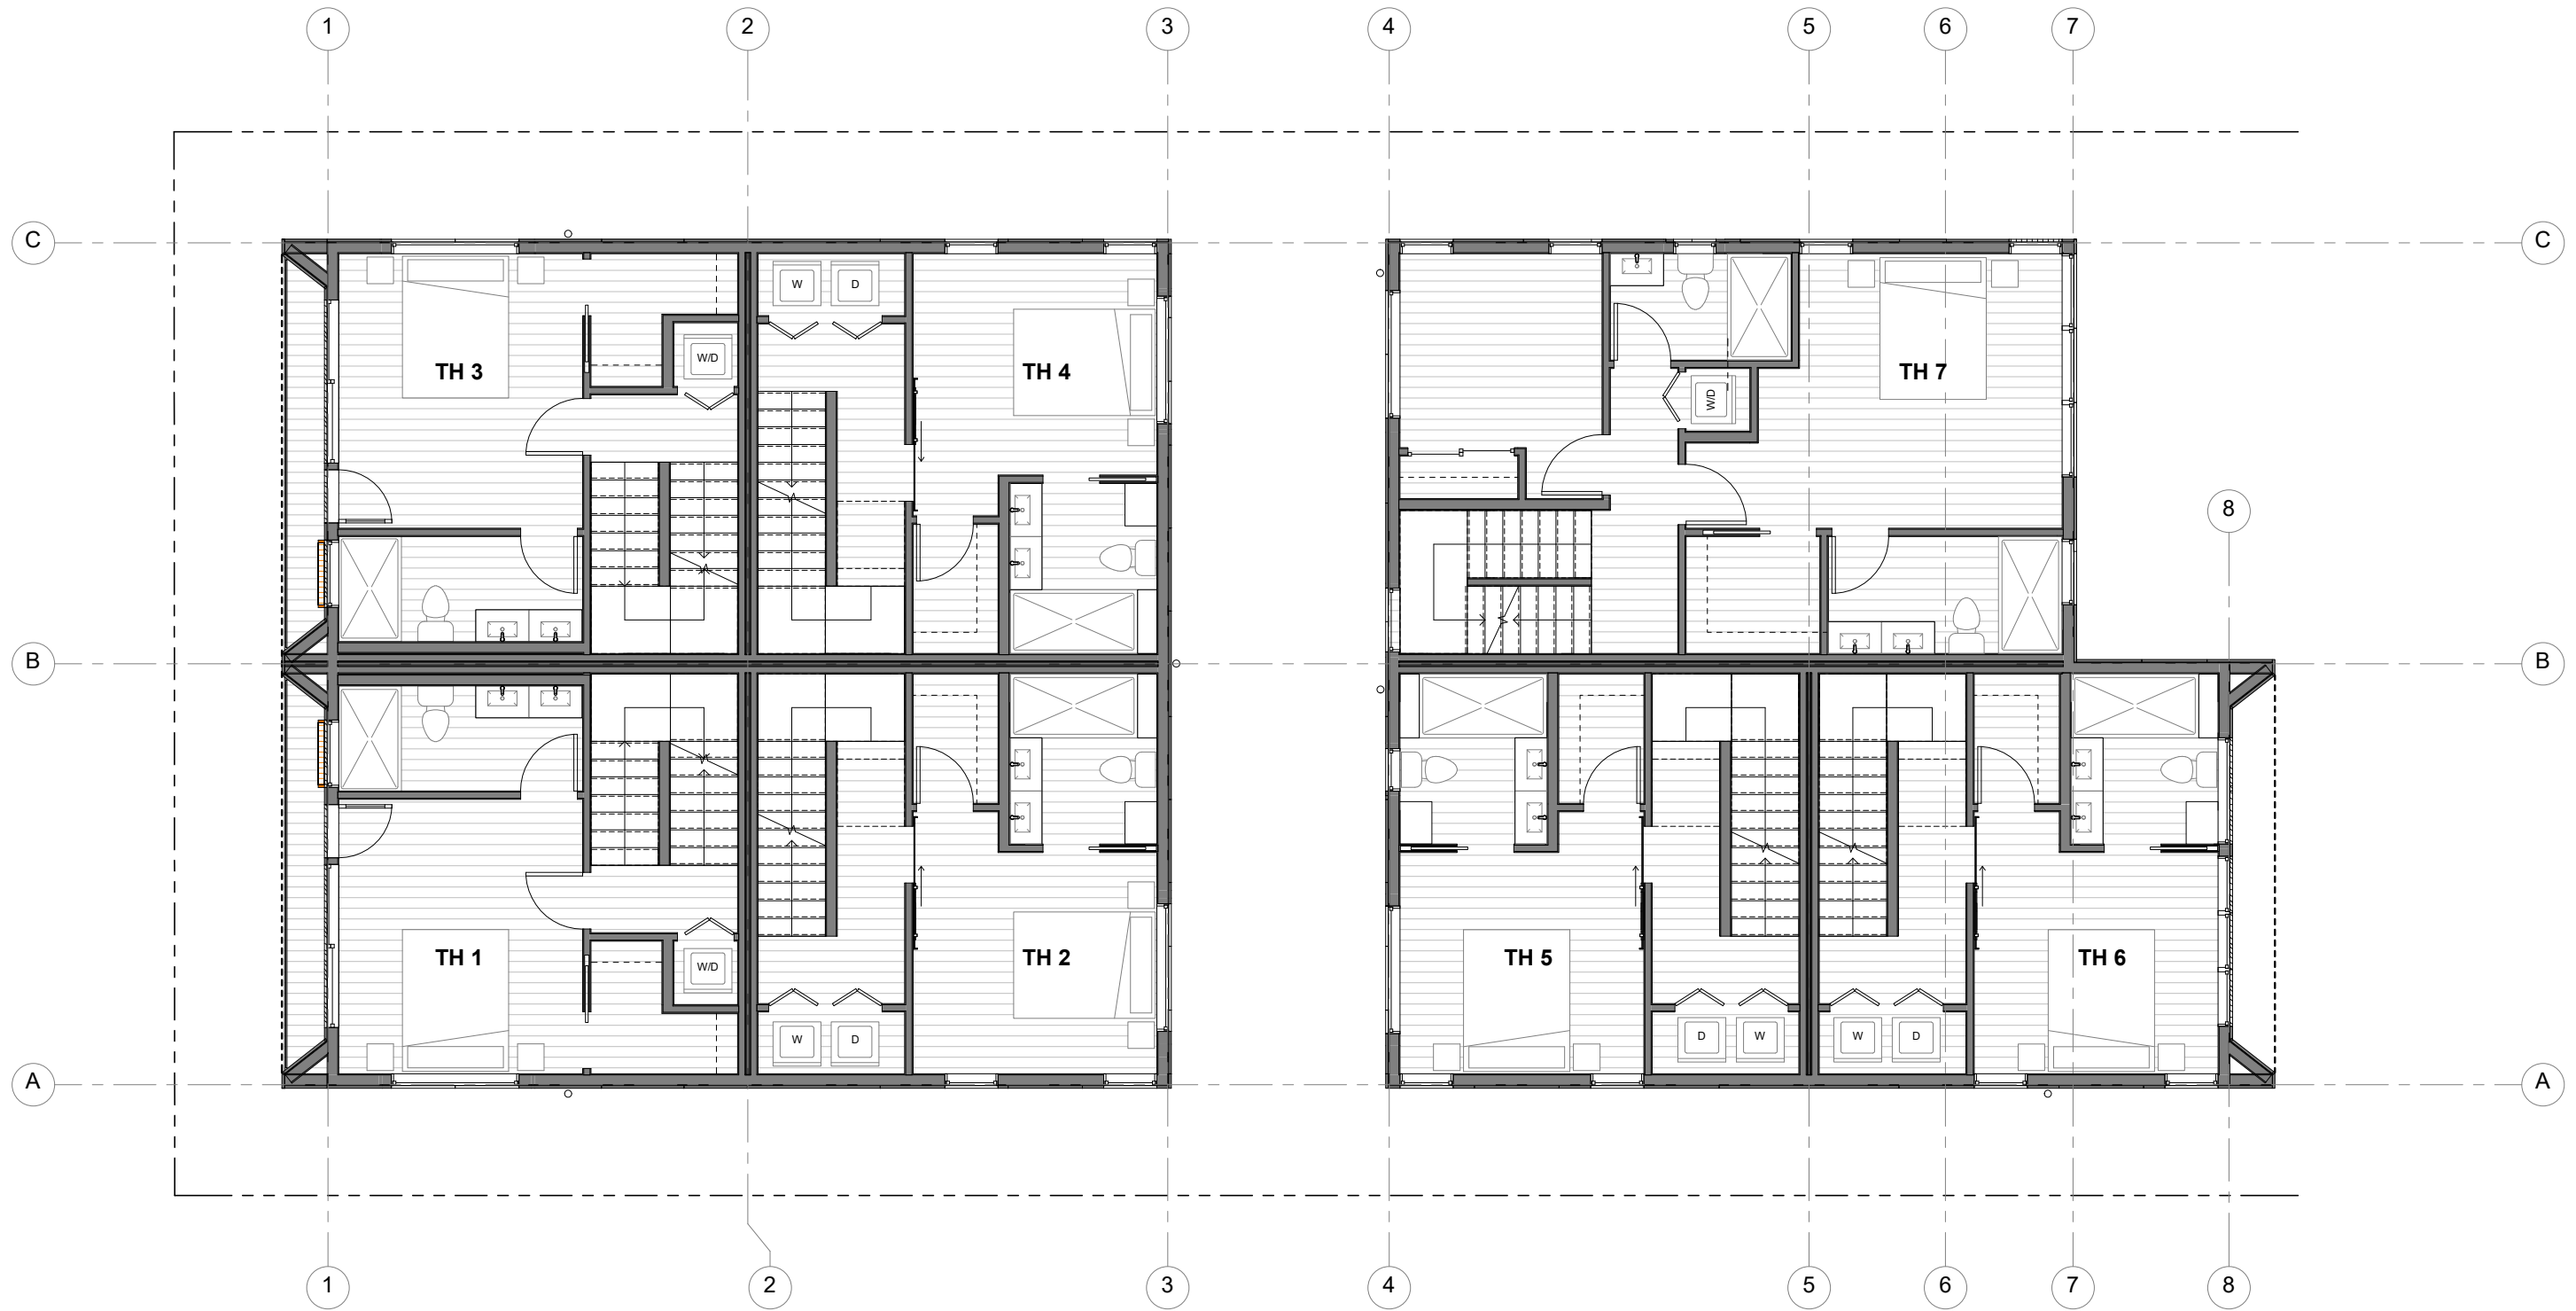 1 2 3 4 5 6 7
C C
W D
W/D
TH 3 TH 4 TH 7
W/D
8
B B
TH 1 TH 2 TH 5 TH 6
W/D
W D D W W D
A A
1 2 3 4 5 6 7 8